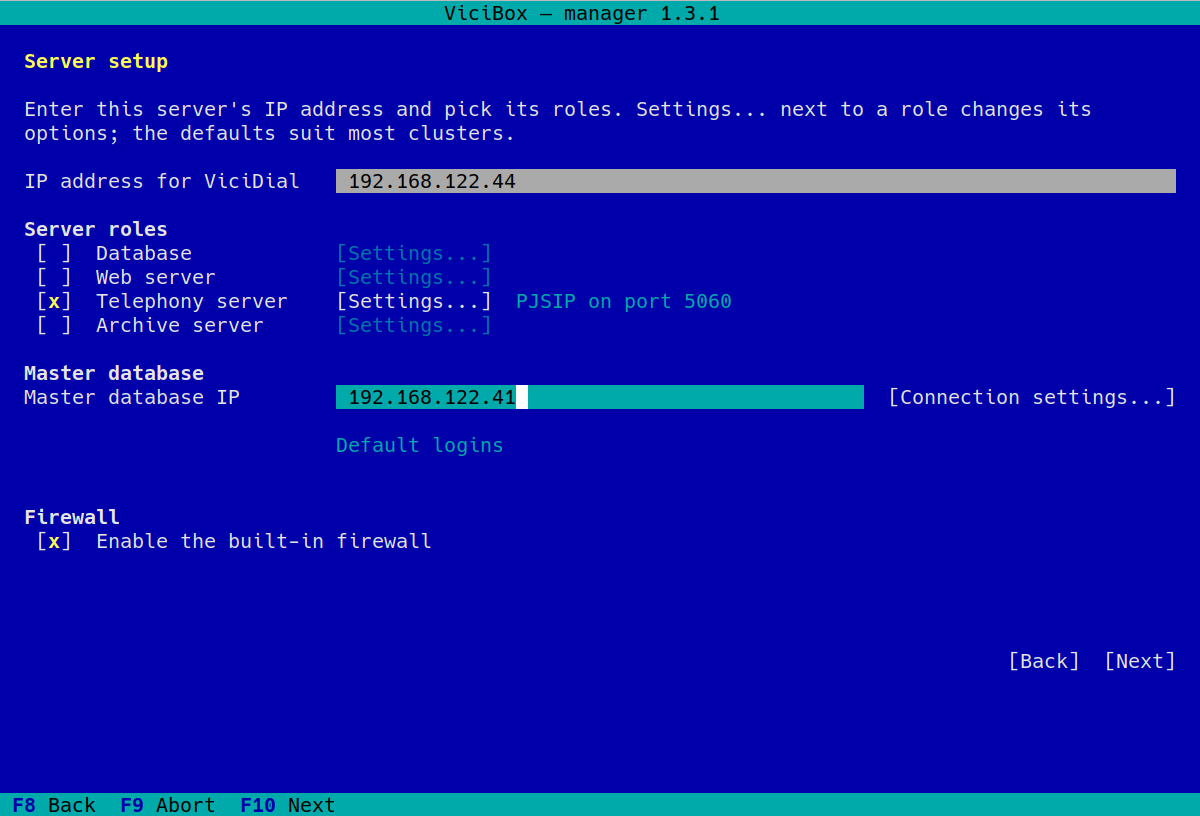 ViciBox — manager 1.3.1
Server setup
Enter this server's IP address and pick its roles. Settings... next to a role changes its
options; the defaults suit most clusters.
IP address for ViciDial 192.168.122.44
Server roles
[ ] Database [Settings...]
[ ] Web server [Settings...]
[x] Telephony server [Settings...] PJSIP on port 5060
[ ] Archive server [Settings...]
Master database
Master database IP 192.168.122.41 [Connection settings...]
Default logins
Firewall
[x] Enable the built-in firewall
[Back] [Next]
F8 Back F9 Abort F10 Next